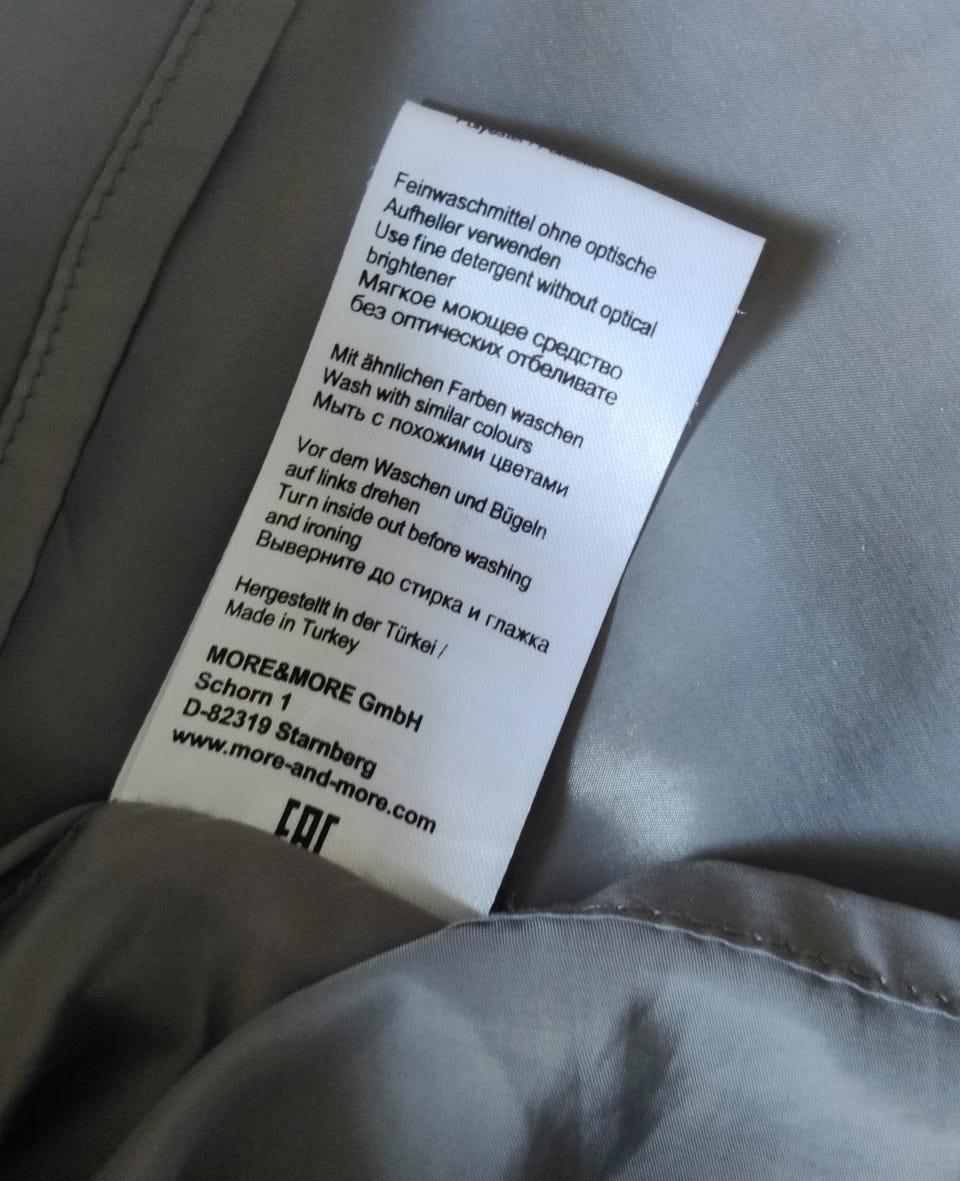 Feinwaschmittel ohne optische
Aufheller verwenden
Use fine detergent without optical
brightener
Мягкое моющее средство
без оптических отбеливате
Mit ähnlichen Farben waschen
Wash with similar colours
Мыть с похожими цветами
Vor dem Waschen und Bügeln
auf links drehen
Turn inside out before washing
and ironing
Выверните до стирка и глажка
Hergestellt in der Türkei /
Made in Turkey
MORE&MORE GmbH
Schorn 1
D-82319 Starnberg
www.more-and-more.com
EAC